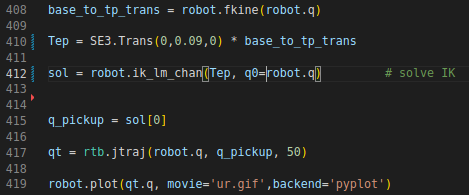 408 base_to_tp_trans = robot.fkine(robot.q)
409
410 Tep = SE3.Trans(0,0.09,0) * base_to_tp_trans
411
412 sol = robot.ik_lm_chan(Tep, q0=robot.q) # solve IK
413
414
415 q_pickup = sol[0]
416
417 qt = rtb.jtraj(robot.q, q_pickup, 50)
418
419 robot.plot(qt.q, movie='ur.gif',backend='pyplot')